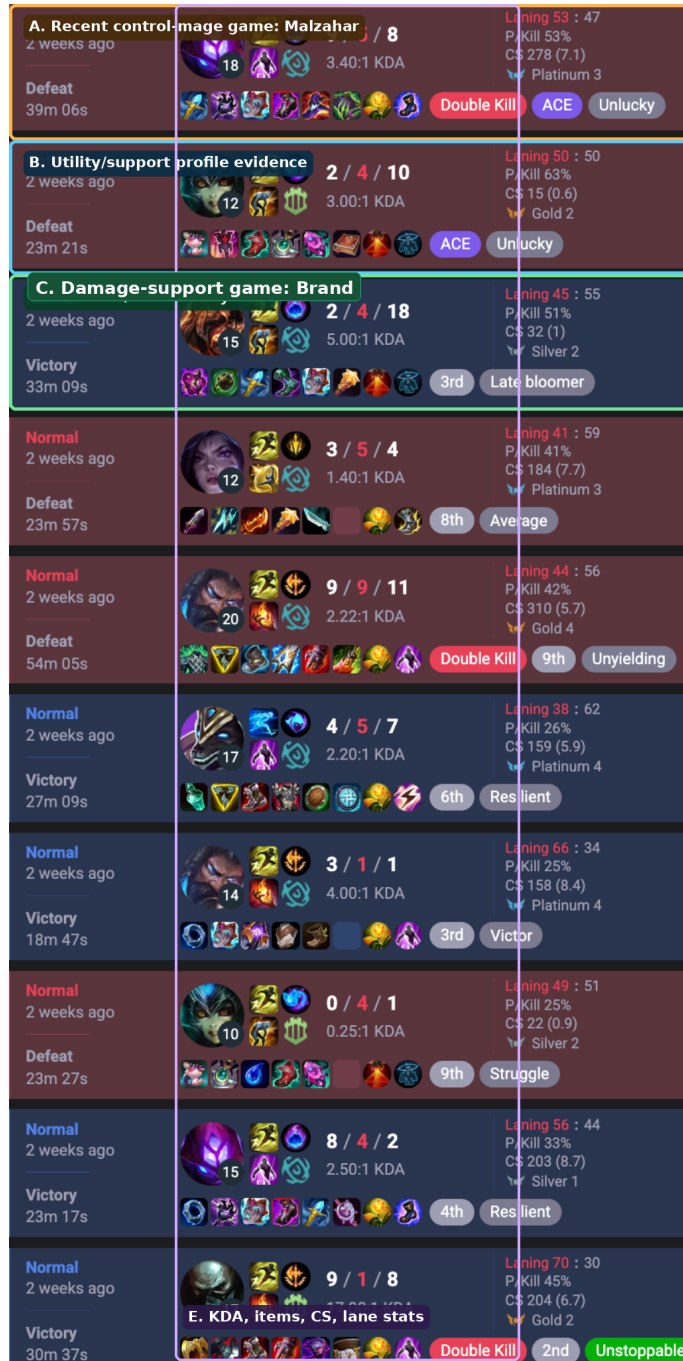 A. Recent control-mage game: Malzahar
2 weeks ago
Defeat
39m 06s
18
/ 8
3.40:1 KDA
Laning 53 : 47
P/Kill 53%
CS 278 (7.1)
Platinum 3
Double Kill
ACE
Unlucky
B. Utility/support profile evidence
2 weeks ago
Defeat
23m 21s
12
2 / 4 / 10
3.00:1 KDA
Laning 50 : 50
P/Kill 63%
CS 15 (0.6)
Gold 2
ACE
Unlucky
C. Damage-support game: Brand
2 weeks ago
Victory
33m 09s
15
2 / 4 / 18
5.00:1 KDA
Laning 45 : 55
P/Kill 51%
CS 32 (1)
Silver 2
3rd
Late bloomer
Normal
2 weeks ago
Defeat
23m 57s
12
3 / 5 / 4
1.40:1 KDA
Laning 41 : 59
P/Kill 41%
CS 184 (7.7)
Platinum 3
8th
Average
Normal
2 weeks ago
Defeat
54m 05s
20
9 / 9 / 11
2.22:1 KDA
Laning 44 : 56
P/Kill 42%
CS 310 (5.7)
Gold 4
Double Kill
9th
Unyielding
Normal
2 weeks ago
Victory
27m 09s
17
4 / 5 / 7
2.20:1 KDA
Laning 38 : 62
P/Kill 26%
CS 159 (5.9)
Platinum 4
6th
Resilient
Normal
2 weeks ago
Victory
18m 47s
14
3 / 1 / 1
4.00:1 KDA
Laning 66 : 34
P/Kill 25%
CS 158 (8.4)
Platinum 4
3rd
Victor
Normal
2 weeks ago
Defeat
23m 27s
10
0 / 4 / 1
0.25:1 KDA
Laning 49 : 51
P/Kill 25%
CS 22 (0.9)
Silver 2
9th
Struggle
Normal
2 weeks ago
Victory
23m 17s
15
8 / 4 / 2
2.50:1 KDA
Laning 56 : 44
P/Kill 33%
CS 203 (8.7)
Silver 1
4th
Resilient
Normal
2 weeks ago
Victory
30m 37s
9 / 1 / 8
Laning 70 : 30
P/Kill 45%
CS 204 (6.7)
Gold 2
E. KDA, items, CS, lane stats
Double Kill
2nd
Unstoppable